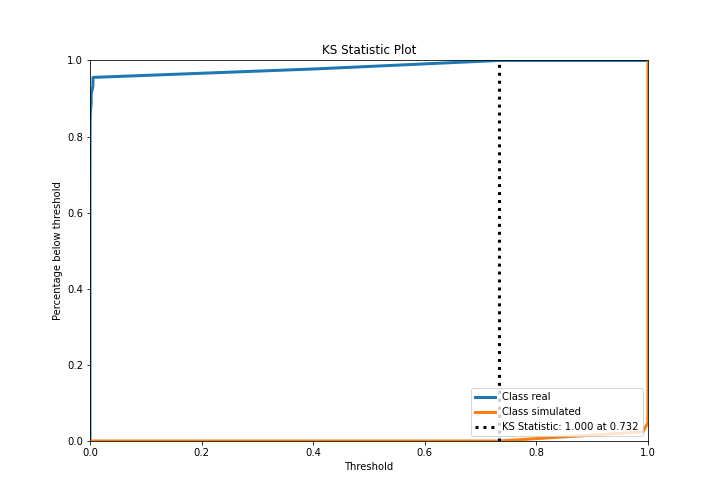 KS Statistic Plot
Percentage below threshold
1.0
0.8
0.6
0.4
0.2
0.0
0.0 0.2 0.4 0.6 0.8 1.0
Threshold
Class real
Class simulated
KS Statistic: 1.000 at 0.732